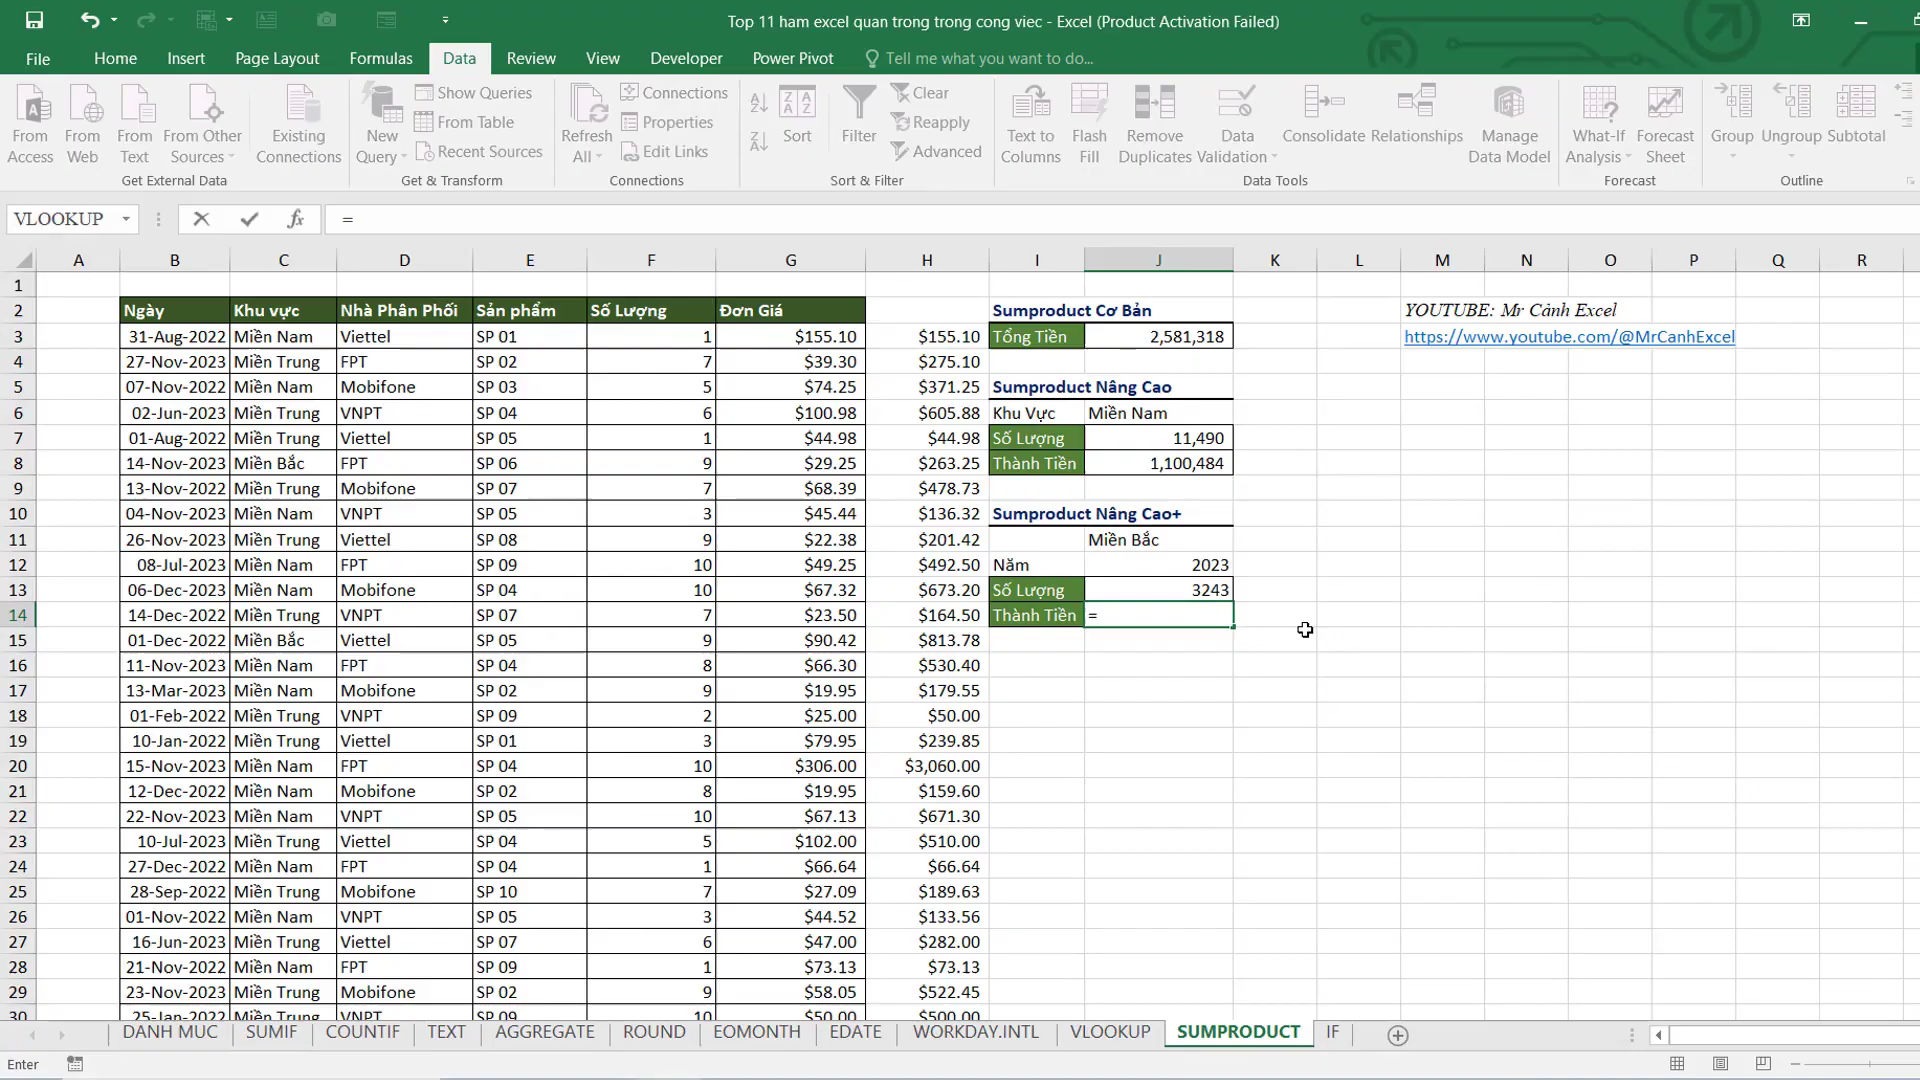 Top 11 ham excel quan trong trong cong viec - Excel (Product Activation Failed)
File Home Insert Page Layout Formulas Data Review View Developer Power Pivot Tell me what you want to do...
From Access
From Web
From Text
From Other Sources
Existing Connections
Get External Data
New Query
Show Queries
From Table
Recent Sources
Get & Transform
Refresh All
Connections
Properties
Edit Links
Connections
Sort
Filter
Clear
Reapply
Advanced
Sort & Filter
Text to Columns
Flash Fill
Remove Duplicates
Data Validation
Consolidate
Relationships
Manage Data Model
Data Tools
What-If Analysis
Forecast Sheet
Forecast
Group
Ungroup
Subtotal
Outline
VLOOKUP fx =
A B C D E F G H I J K L M N O P Q R
1
2 Ngày Khu vực Nhà Phân Phối Sản phẩm Số Lượng Đơn Giá Sumproduct Cơ Bản YOUTUBE: Mr Cảnh Excel
3 31-Aug-2022 Miền Nam Viettel SP 01 1 $155.10 $155.10 Tổng Tiền 2,581,318 https://www.youtube.com/@MrCanhExcel
4 27-Nov-2023 Miền Trung FPT SP 02 7 $39.30 $275.10
5 07-Nov-2022 Miền Nam Mobifone SP 03 5 $74.25 $371.25 Sumproduct Nâng Cao
6 02-Jun-2023 Miền Trung VNPT SP 04 6 $100.98 $605.88 Khu Vực Miền Nam
7 01-Aug-2022 Miền Trung Viettel SP 05 1 $44.98 $44.98 Số Lượng 11,490
8 14-Nov-2023 Miền Bắc FPT SP 06 9 $29.25 $263.25 Thành Tiền 1,100,484
9 13-Nov-2022 Miền Trung Mobifone SP 07 7 $68.39 $478.73
10 04-Nov-2023 Miền Nam VNPT SP 05 3 $45.44 $136.32 Sumproduct Nâng Cao+
11 26-Nov-2023 Miền Trung Viettel SP 08 9 $22.38 $201.42 Miền Bắc
12 08-Jul-2023 Miền Nam FPT SP 09 10 $49.25 $492.50 Năm 2023
13 06-Dec-2023 Miền Nam Mobifone SP 04 10 $67.32 $673.20 Số Lượng 3243
14 14-Dec-2022 Miền Trung VNPT SP 07 7 $23.50 $164.50 Thành Tiền =
15 01-Dec-2022 Miền Bắc Viettel SP 05 9 $90.42 $813.78
16 11-Nov-2023 Miền Nam FPT SP 04 8 $66.30 $530.40
17 13-Mar-2023 Miền Nam Mobifone SP 02 9 $19.95 $179.55
18 01-Feb-2022 Miền Trung VNPT SP 09 2 $25.00 $50.00
19 10-Jan-2022 Miền Trung Viettel SP 01 3 $79.95 $239.85
20 15-Nov-2023 Miền Nam FPT SP 04 10 $306.00 $3,060.00
21 12-Dec-2022 Miền Nam Mobifone SP 02 8 $19.95 $159.60
22 22-Nov-2023 Miền Nam VNPT SP 05 10 $67.13 $671.30
23 10-Jul-2023 Miền Trung Viettel SP 04 5 $102.00 $510.00
24 27-Dec-2022 Miền Nam FPT SP 04 1 $66.64 $66.64
25 28-Sep-2022 Miền Trung Mobifone SP 10 7 $27.09 $189.63
26 01-Nov-2022 Miền Nam VNPT SP 05 3 $44.52 $133.56
27 16-Jun-2023 Miền Trung Viettel SP 07 6 $47.00 $282.00
28 21-Nov-2022 Miền Nam FPT SP 09 1 $73.13 $73.13
29 23-Nov-2023 Miền Trung Mobifone SP 02 9 $58.05 $522.45
30 25-Jan-2022 Miền Trung VNPT SP 09 10 $50.00 $500.00
DANH MUC SUMIF COUNTIF TEXT AGGREGATE ROUND EOMONTH EDATE WORKDAY.INTL VLOOKUP SUMPRODUCT IF
Enter